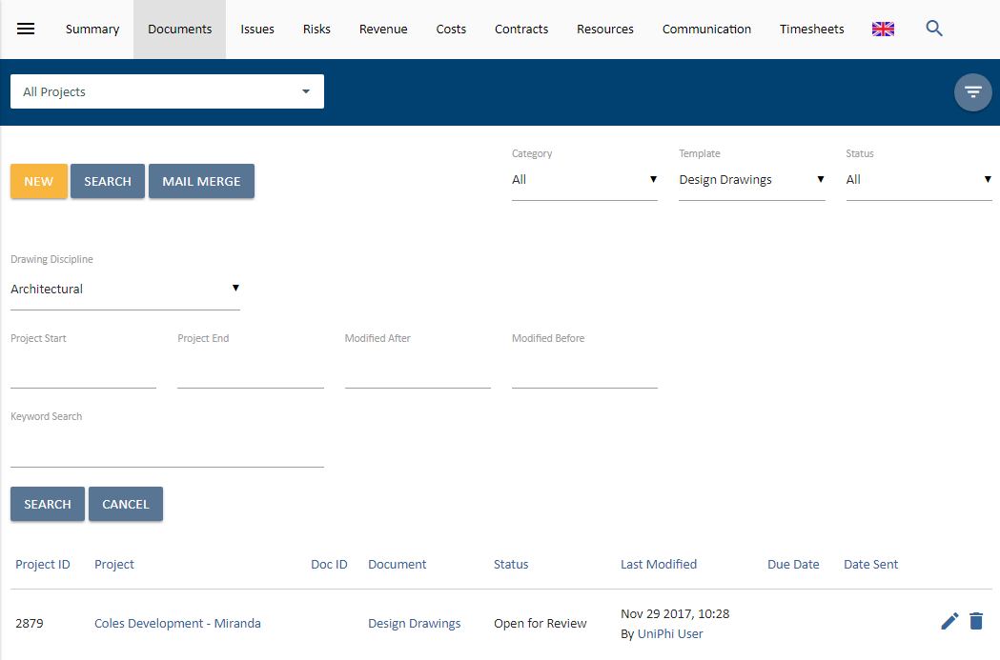 Summary Documents Issues Risks Revenue Costs Contracts Resources Communication Timesheets
All Projects
Category Template Status
NEW SEARCH MAIL MERGE All Design Drawings All
Drawing Discipline
Architectural
Project Start Project End Modified After Modified Before
Keyword Search
SEARCH CANCEL
Project ID Project Doc ID Document Status Last Modified Due Date Date Sent
2879 Coles Development - Miranda Design Drawings Open for Review Nov 29 2017, 10:28
By UniPhi User